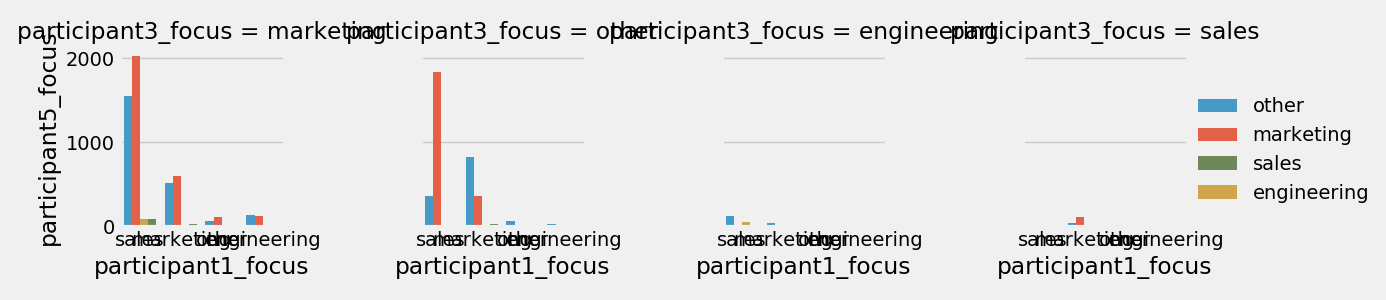 participant3_focus = marketing
participant3_focus = other
participant3_focus = engineering
participant3_focus = sales
participant5_focus
2000
1000
0
other
marketing
sales
engineering
sales marketing other engineering
sales marketing other engineering
sales marketing other engineering
sales marketing other engineering
participant1_focus
participant1_focus
participant1_focus
participant1_focus